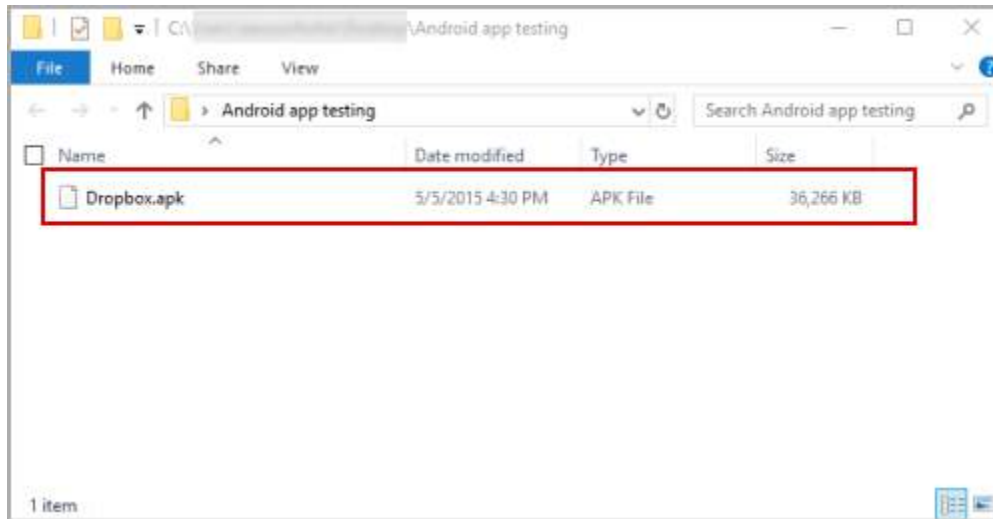 C:\ \Android app testing
File Home Share View
Android app testing Search Android app testing
Name Date modified Type Size
Dropbox.apk 5/5/2015 4:30 PM APK File 36,266 KB
1 item